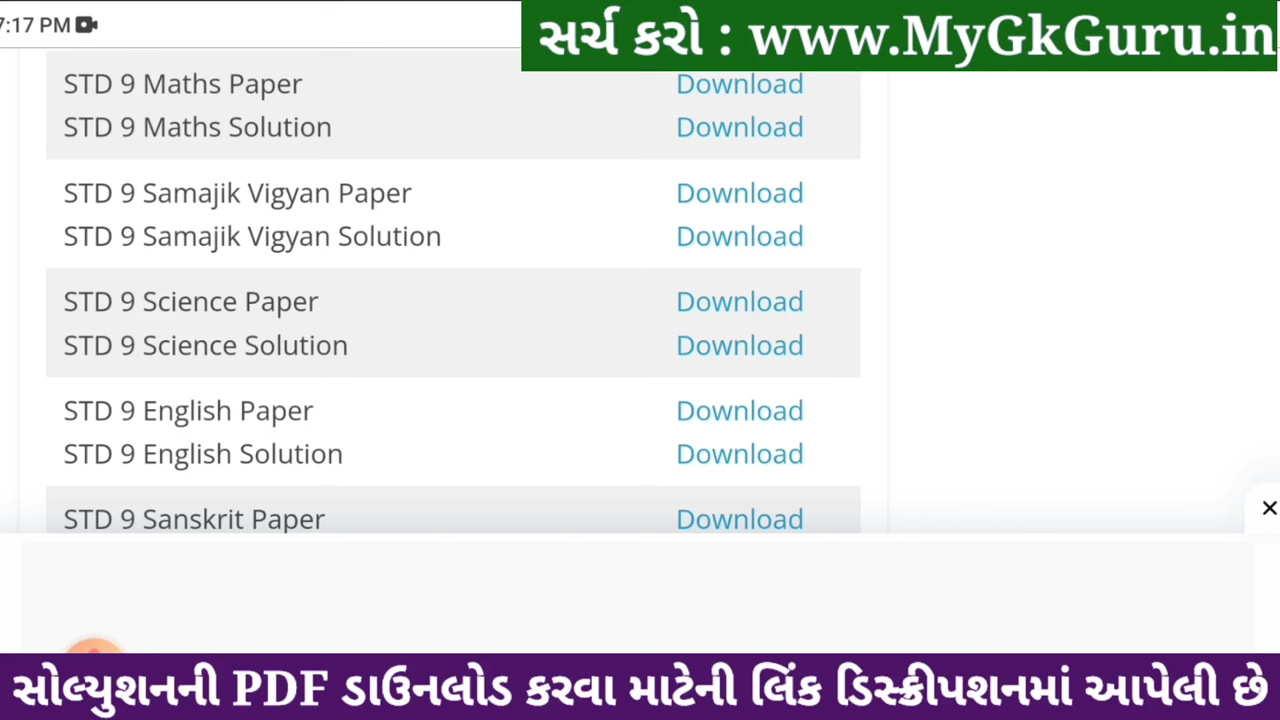 7:17 PM
સર્ચ કરો : www.MyGkGuru.in
STD 9 Maths Paper Download
STD 9 Maths Solution Download
STD 9 Samajik Vigyan Paper Download
STD 9 Samajik Vigyan Solution Download
STD 9 Science Paper Download
STD 9 Science Solution Download
STD 9 English Paper Download
STD 9 English Solution Download
STD 9 Sanskrit Paper Download
સોલ્યુશનની PDF ડાઉનલોડ કરવા માટેની લિંક ડિસ્ક્રીપશનમાં આપેલી છે